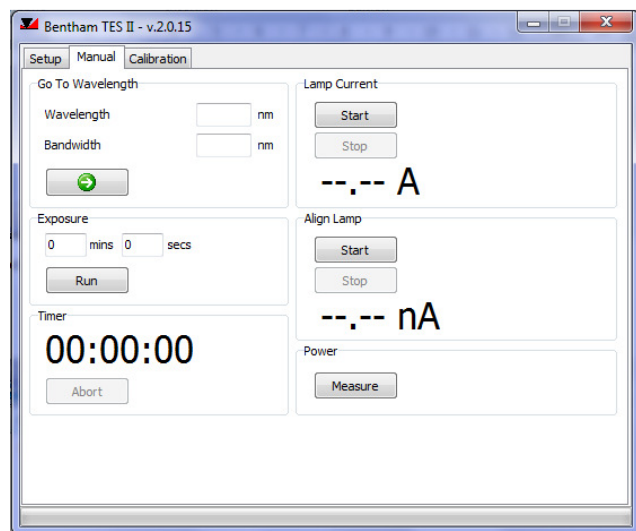 Bentham TES II - v.2.0.15
Setup Manual Calibration
Go To Wavelength
Wavelength nm
Bandwidth nm
Exposure
0 mins 0 secs
Run
Timer
00:00:00
Abort
Lamp Current
Start
Stop
--.-- A
Align Lamp
Start
Stop
--.-- nA
Power
Measure